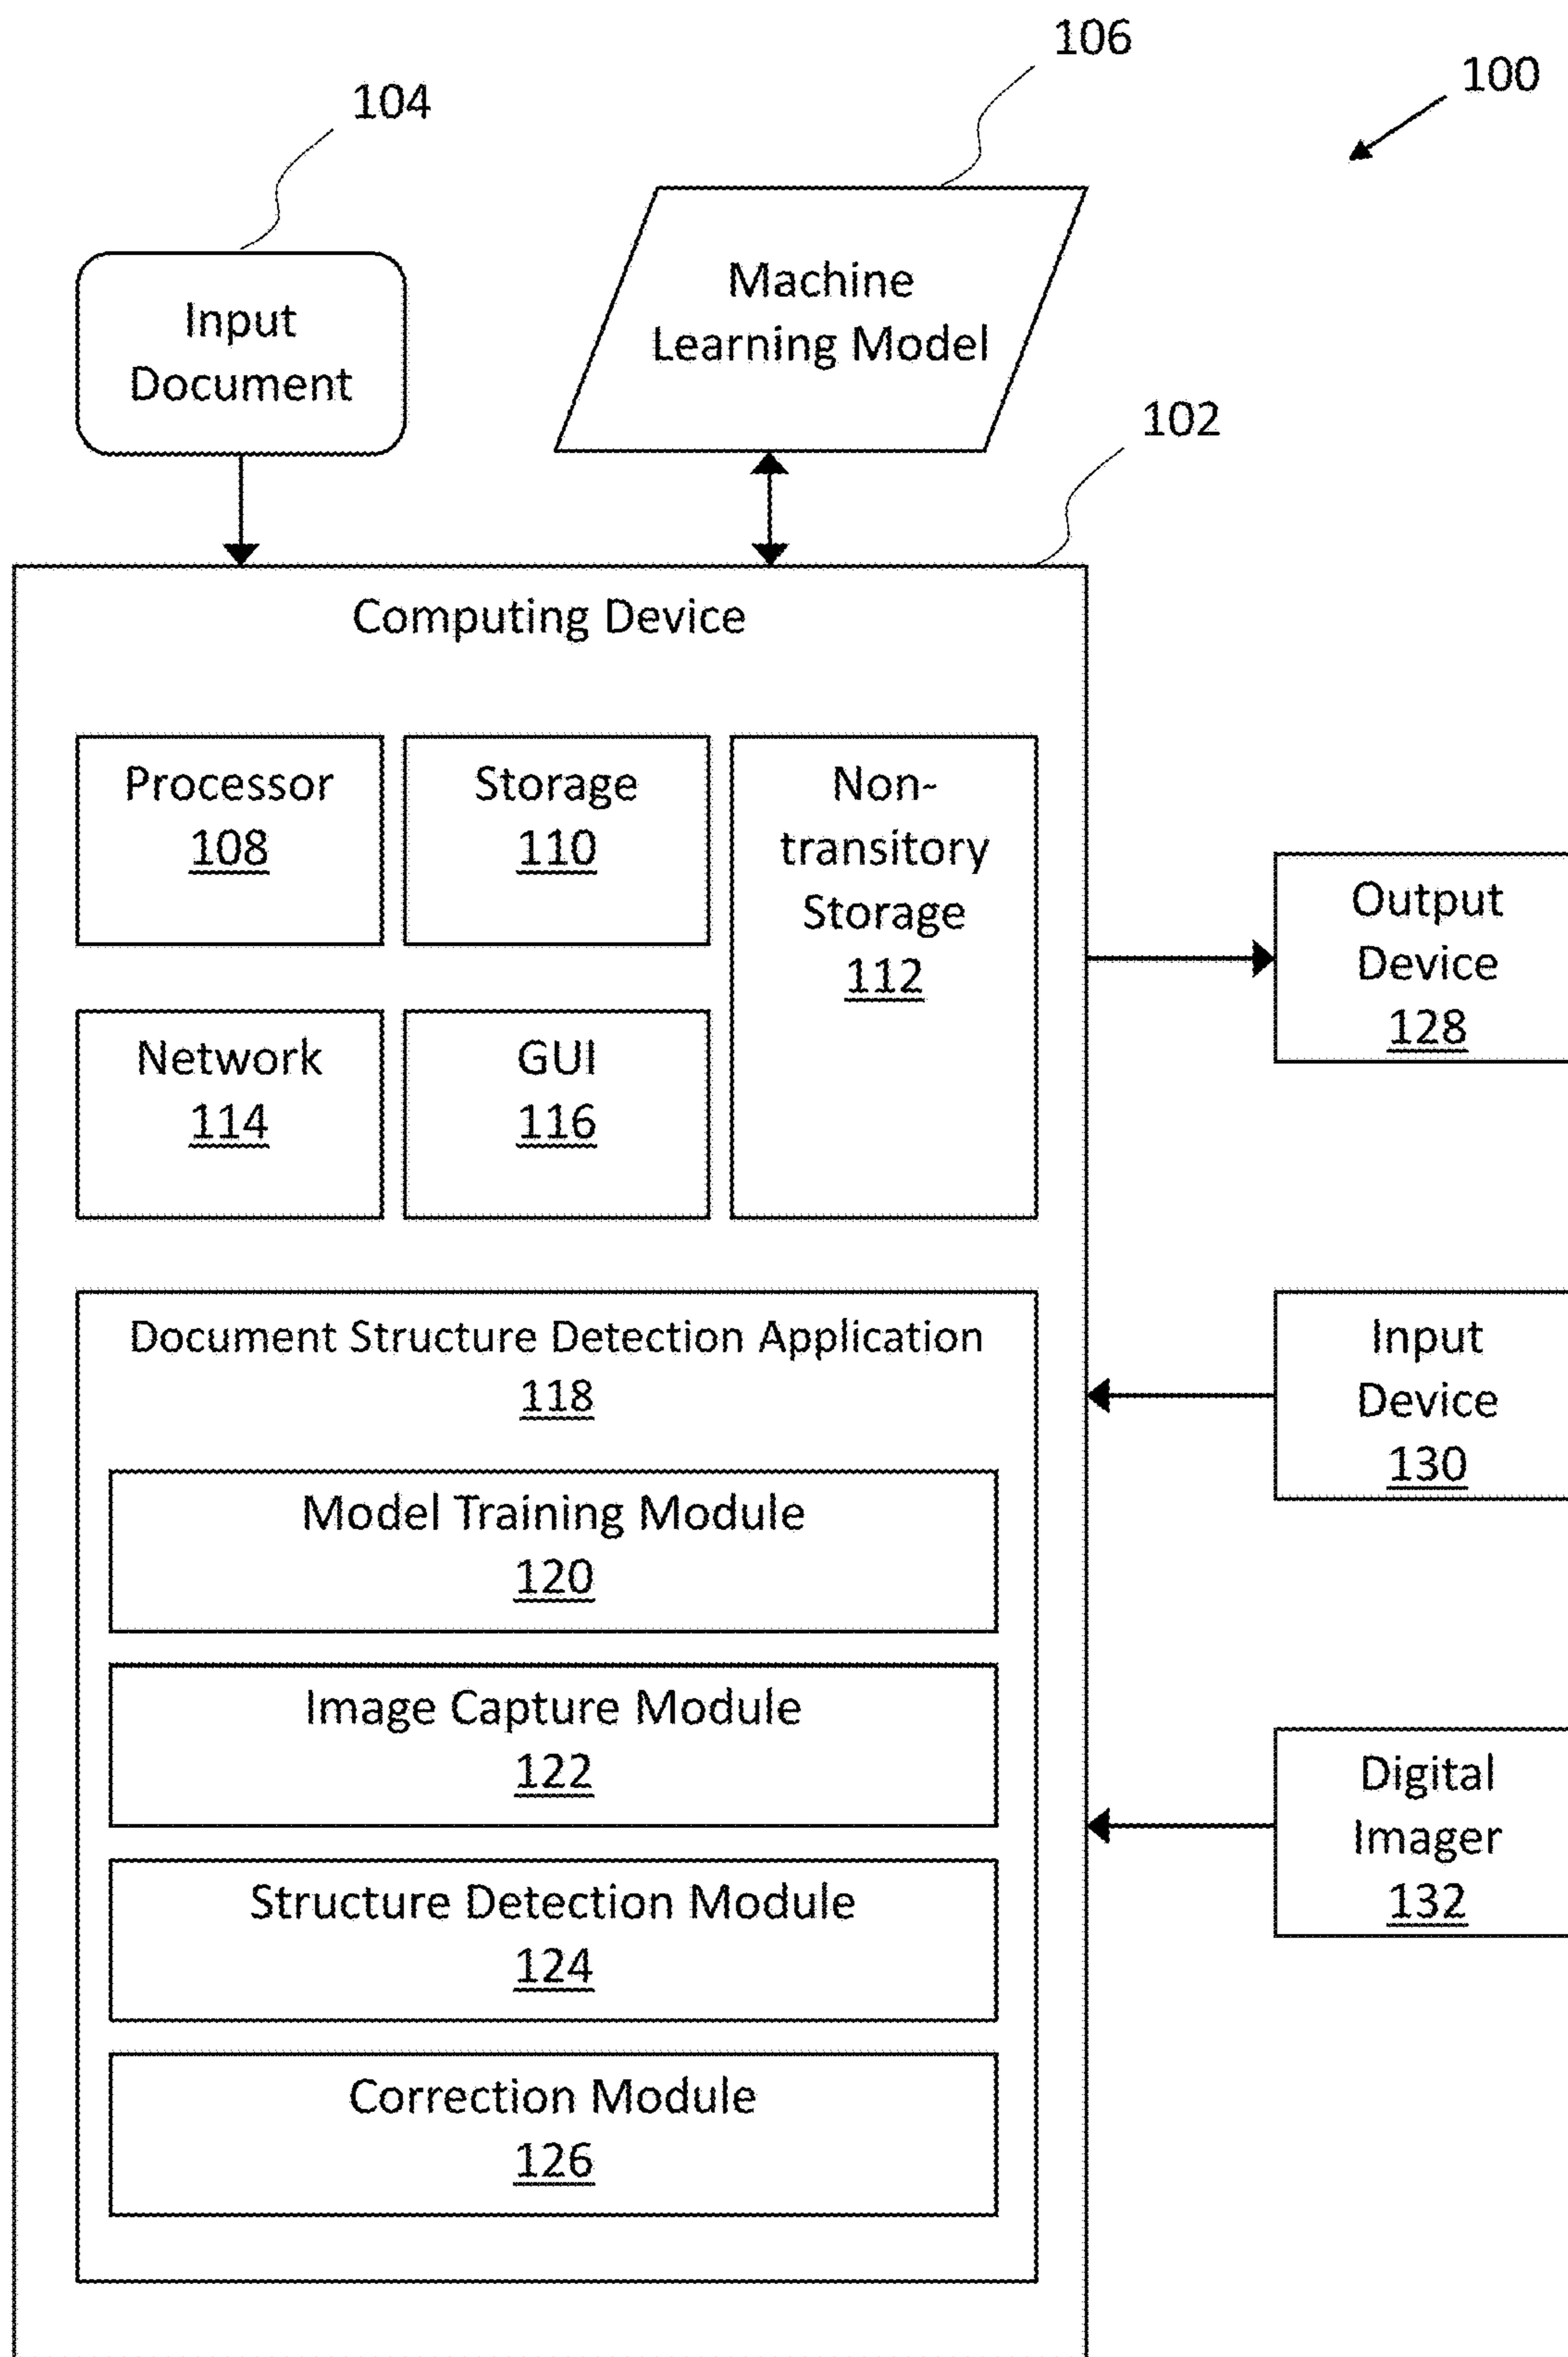 106
100
104
Machine
Learning Model
Input
Document
102
Computing Device
Processor
108
Storage
110
Non-
transitory
Storage
112
Network
114
GUI
116
Output
Device
128
Document Structure Detection Application
118
Model Training Module
120
Image Capture Module
122
Structure Detection Module
124
Correction Module
126
Input
Device
130
Digital
Imager
132